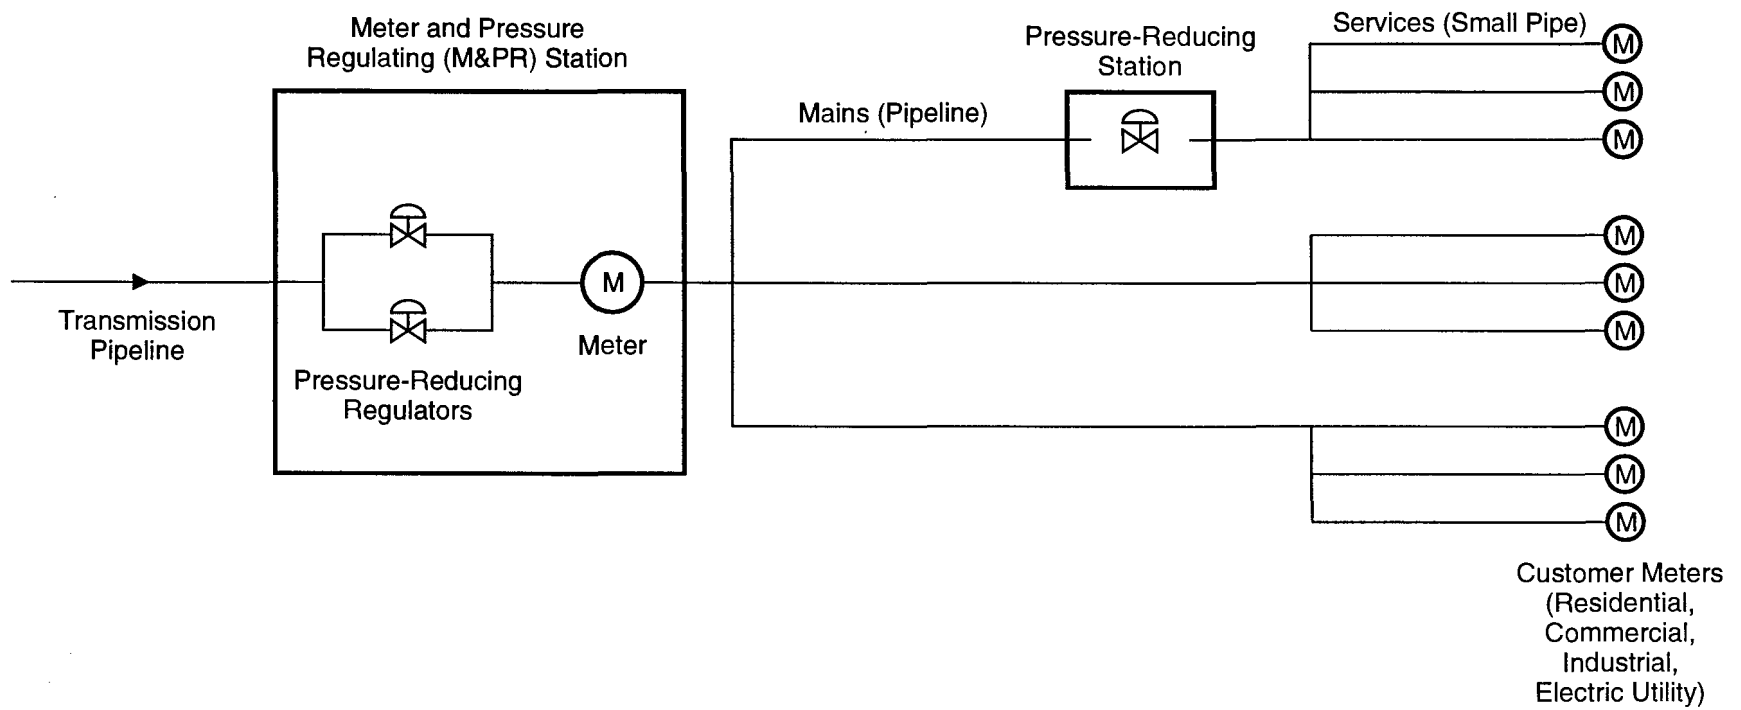 Meter and Pressure
Regulating (M&PR) Station
Pressure-Reducing
Station
Services (Small Pipe)
M
M
M
Mains (Pipeline)
Transmission
Pipeline
M
Meter
Pressure-Reducing
Regulators
M
M
M
M
M
M
Customer Meters
(Residential,
Commercial,
Industrial,
Electric Utility)